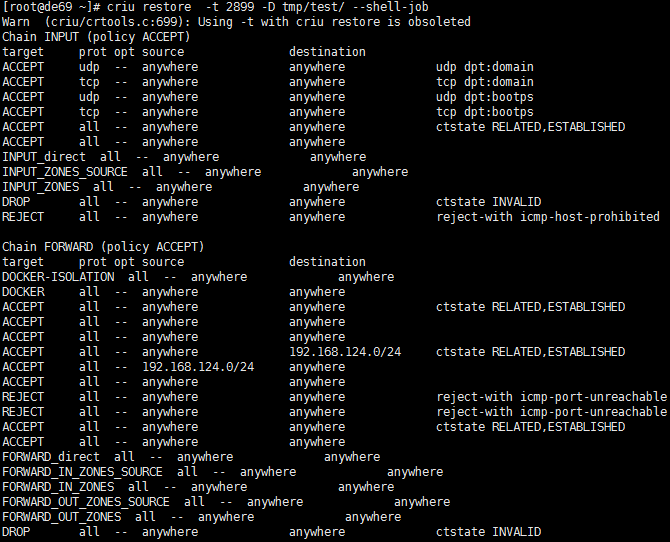 [root@de69 ~]# criu restore  -t 2899 -D tmp/test/ --shell-job
Warn  (criu/crtools.c:699): Using -t with criu restore is obsoleted
Chain INPUT (policy ACCEPT)
target     prot opt source               destination
ACCEPT     udp  --  anywhere             anywhere             udp dpt:domain
ACCEPT     tcp  --  anywhere             anywhere             tcp dpt:domain
ACCEPT     udp  --  anywhere             anywhere             udp dpt:bootps
ACCEPT     tcp  --  anywhere             anywhere             tcp dpt:bootps
ACCEPT     all  --  anywhere             anywhere             ctstate RELATED,ESTABLISHED
ACCEPT     all  --  anywhere             anywhere
INPUT_direct  all  --  anywhere             anywhere
INPUT_ZONES_SOURCE  all  --  anywhere             anywhere
INPUT_ZONES  all  --  anywhere             anywhere
DROP       all  --  anywhere             anywhere             ctstate INVALID
REJECT     all  --  anywhere             anywhere             reject-with icmp-host-prohibited

Chain FORWARD (policy ACCEPT)
target     prot opt source               destination
DOCKER-ISOLATION  all  --  anywhere             anywhere
DOCKER     all  --  anywhere             anywhere
ACCEPT     all  --  anywhere             anywhere             ctstate RELATED,ESTABLISHED
ACCEPT     all  --  anywhere             anywhere
ACCEPT     all  --  anywhere             anywhere
ACCEPT     all  --  anywhere             192.168.124.0/24     ctstate RELATED,ESTABLISHED
ACCEPT     all  --  192.168.124.0/24     anywhere
ACCEPT     all  --  anywhere             anywhere
REJECT     all  --  anywhere             anywhere             reject-with icmp-port-unreachable
REJECT     all  --  anywhere             anywhere             reject-with icmp-port-unreachable
ACCEPT     all  --  anywhere             anywhere             ctstate RELATED,ESTABLISHED
ACCEPT     all  --  anywhere             anywhere
FORWARD_direct  all  --  anywhere             anywhere
FORWARD_IN_ZONES_SOURCE  all  --  anywhere             anywhere
FORWARD_IN_ZONES  all  --  anywhere             anywhere
FORWARD_OUT_ZONES_SOURCE  all  --  anywhere             anywhere
FORWARD_OUT_ZONES  all  --  anywhere             anywhere
DROP       all  --  anywhere             anywhere             ctstate INVALID